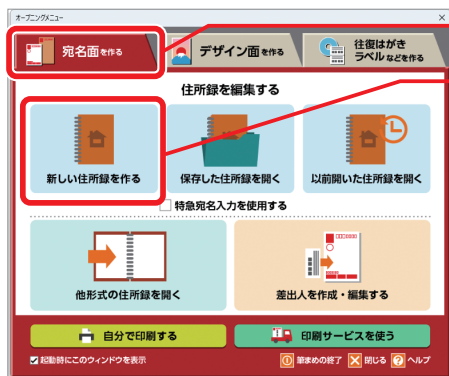 オープニングメニュー
宛名面を作る
デザイン面を作る
往復はがき
ラベルなどを作る
住所録を編集する
新しい住所録を作る
保存した住所録を開く
以前開いた住所録を開く
特急宛名入力を使用する
他形式の住所録を開く
差出人を作成・編集する
自分で印刷する
印刷サービスを使う
起動時にこのウィンドウを表示
筆まめの終了
閉じる
ヘルプ